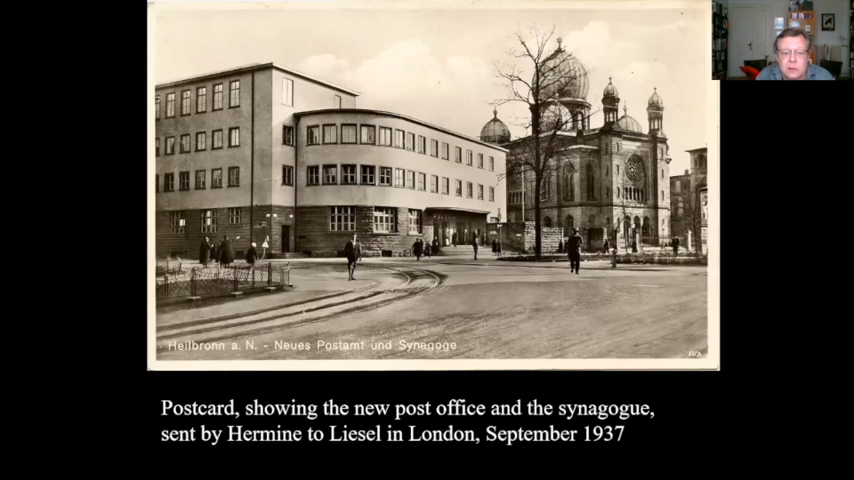 Heilbronn a. N. - Neues Postamt und Synagoge
Postcard, showing the new post office and the synagogue,
sent by Hermine to Liesel in London, September 1937